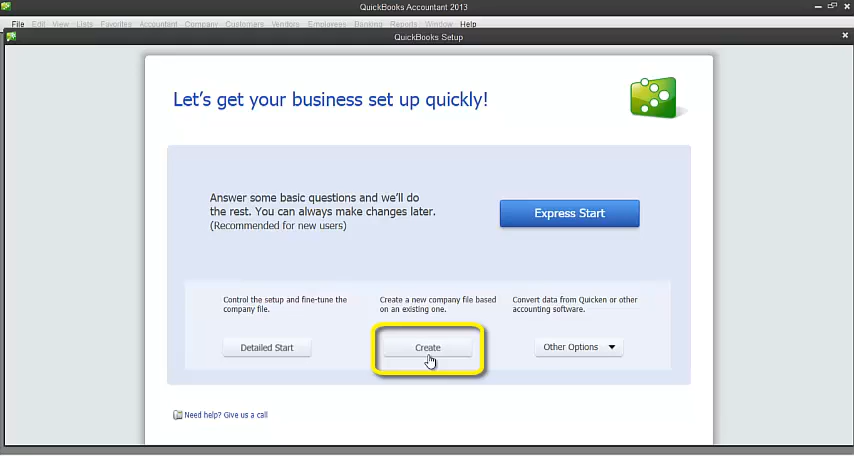 QuickBooks Accountant 2013
File Edit View Lists Favorites Accountant Company Customers Vendors Employees Banking Reports Window Help
QuickBooks Setup
Let's get your business set up quickly!
Answer some basic questions and we'll do
the rest. You can always make changes later.
(Recommended for new users)
Express Start
Control the setup and fine-tune the
company file.
Detailed Start
Create a new company file based
on an existing one.
Create
Convert data from Quicken or other
accounting software.
Other Options
Need help? Give us a call